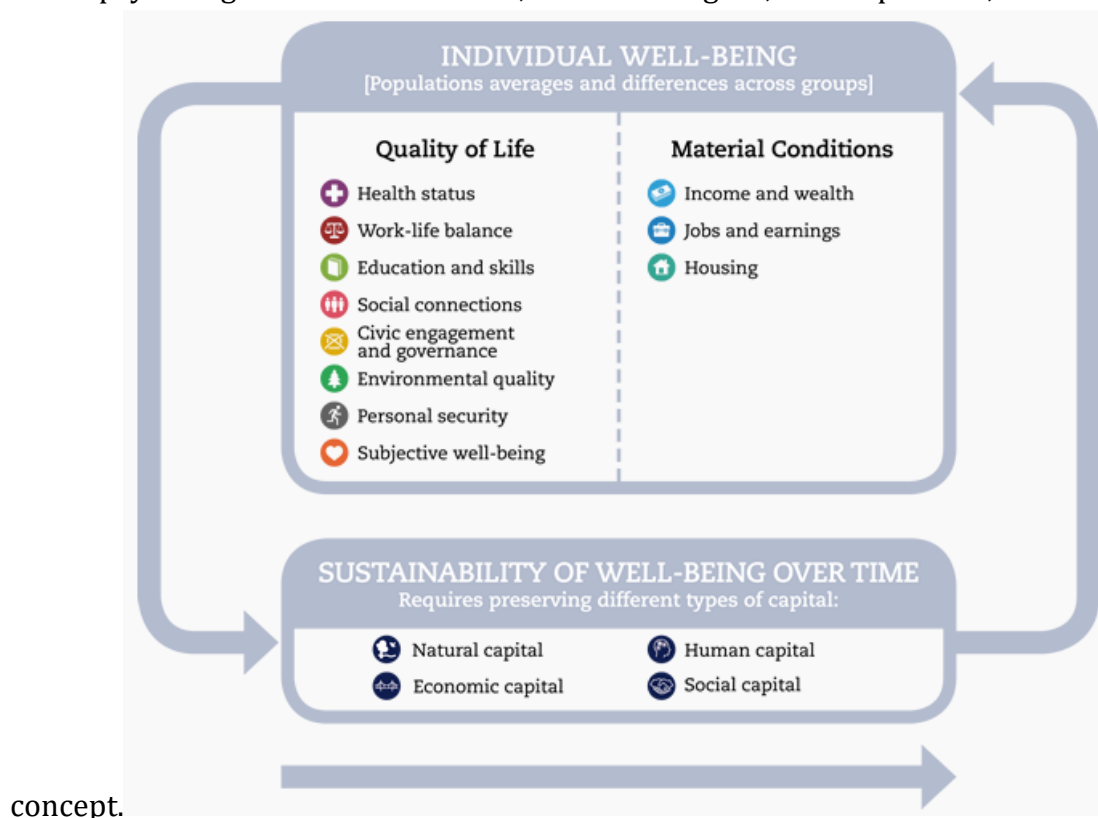 INDIVIDUAL WELL-BEING
[Populations averages and differences across groups]
Quality of Life
Health status
Work-life balance
Education and skills
Social connections
Civic engagement
and governance
Environmental quality
Personal security
Subjective well-being
Material Conditions
Income and wealth
Jobs and earnings
Housing
SUSTAINABILITY OF WELL-BEING OVER TIME
Requires preserving different types of capital:
Natural capital
Human capital
Economic capital
Social capital
concept.